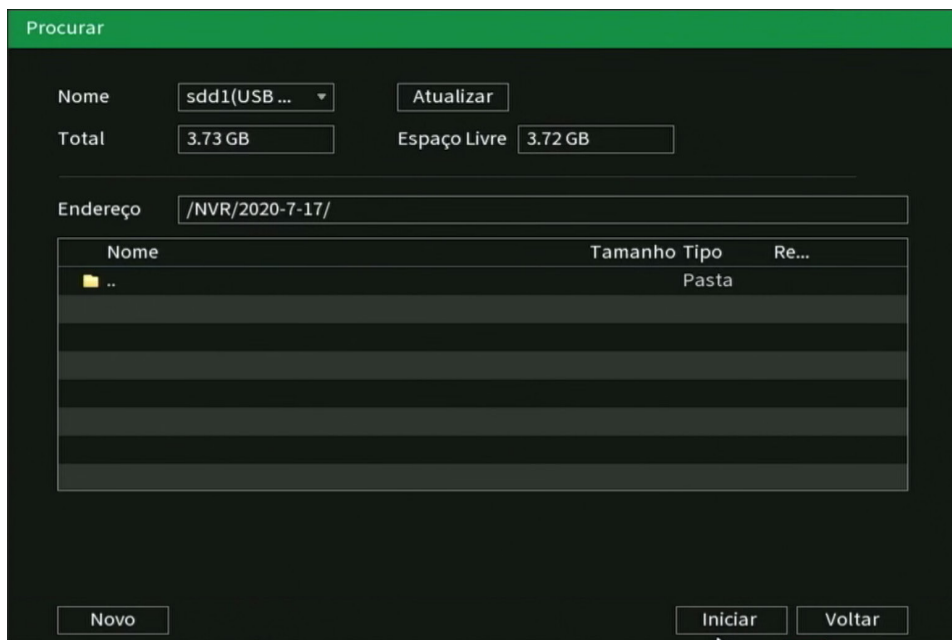 Procurar
Nome sdd1(USB ... Atualizar
Total 3.73 GB Espaço Livre 3.72 GB
Endereço /NVR/2020-7-17/
Nome Tamanho Tipo Re...
.. Pasta
Novo Iniciar Voltar